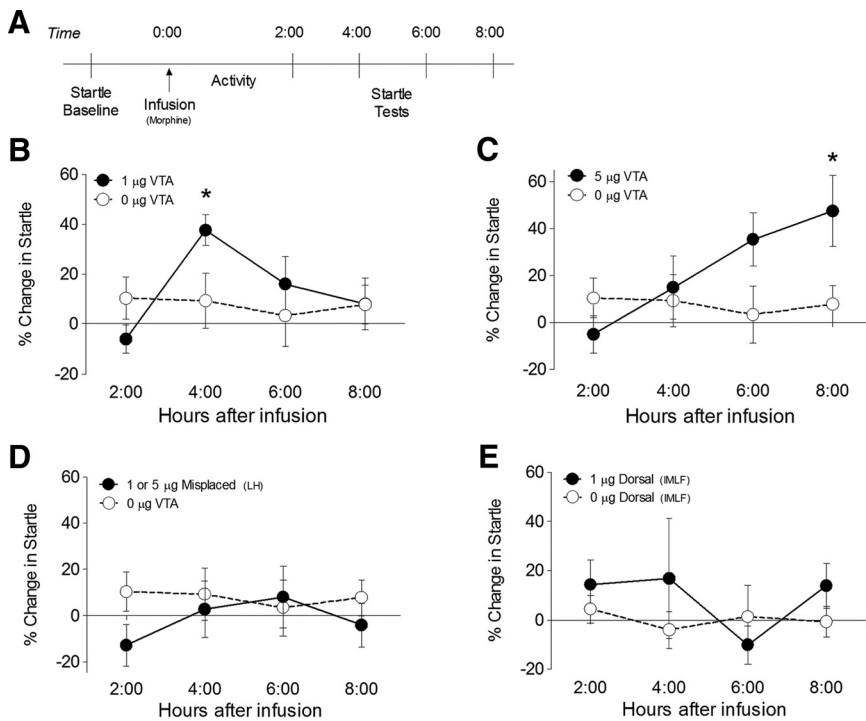 A
Time 0:00 2:00 4:00 6:00 8:00
Startle Baseline
Infusion
(Morphine)
Activity
Startle Tests
B
1 µg VTA
0 µg VTA
*
% Change in Startle
60
40
20
0
-20
2:00 4:00 6:00 8:00
Hours after infusion
C
5 µg VTA
0 µg VTA
*
% Change in Startle
60
40
20
0
-20
2:00 4:00 6:00 8:00
Hours after infusion
D
1 or 5 µg Misplaced (LH)
0 µg VTA
% Change in Startle
60
40
20
0
-20
2:00 4:00 6:00 8:00
Hours after infusion
E
1 µg Dorsal (IMLF)
0 µg Dorsal (IMLF)
% Change in Startle
60
40
20
0
-20
2:00 4:00 6:00 8:00
Hours after infusion